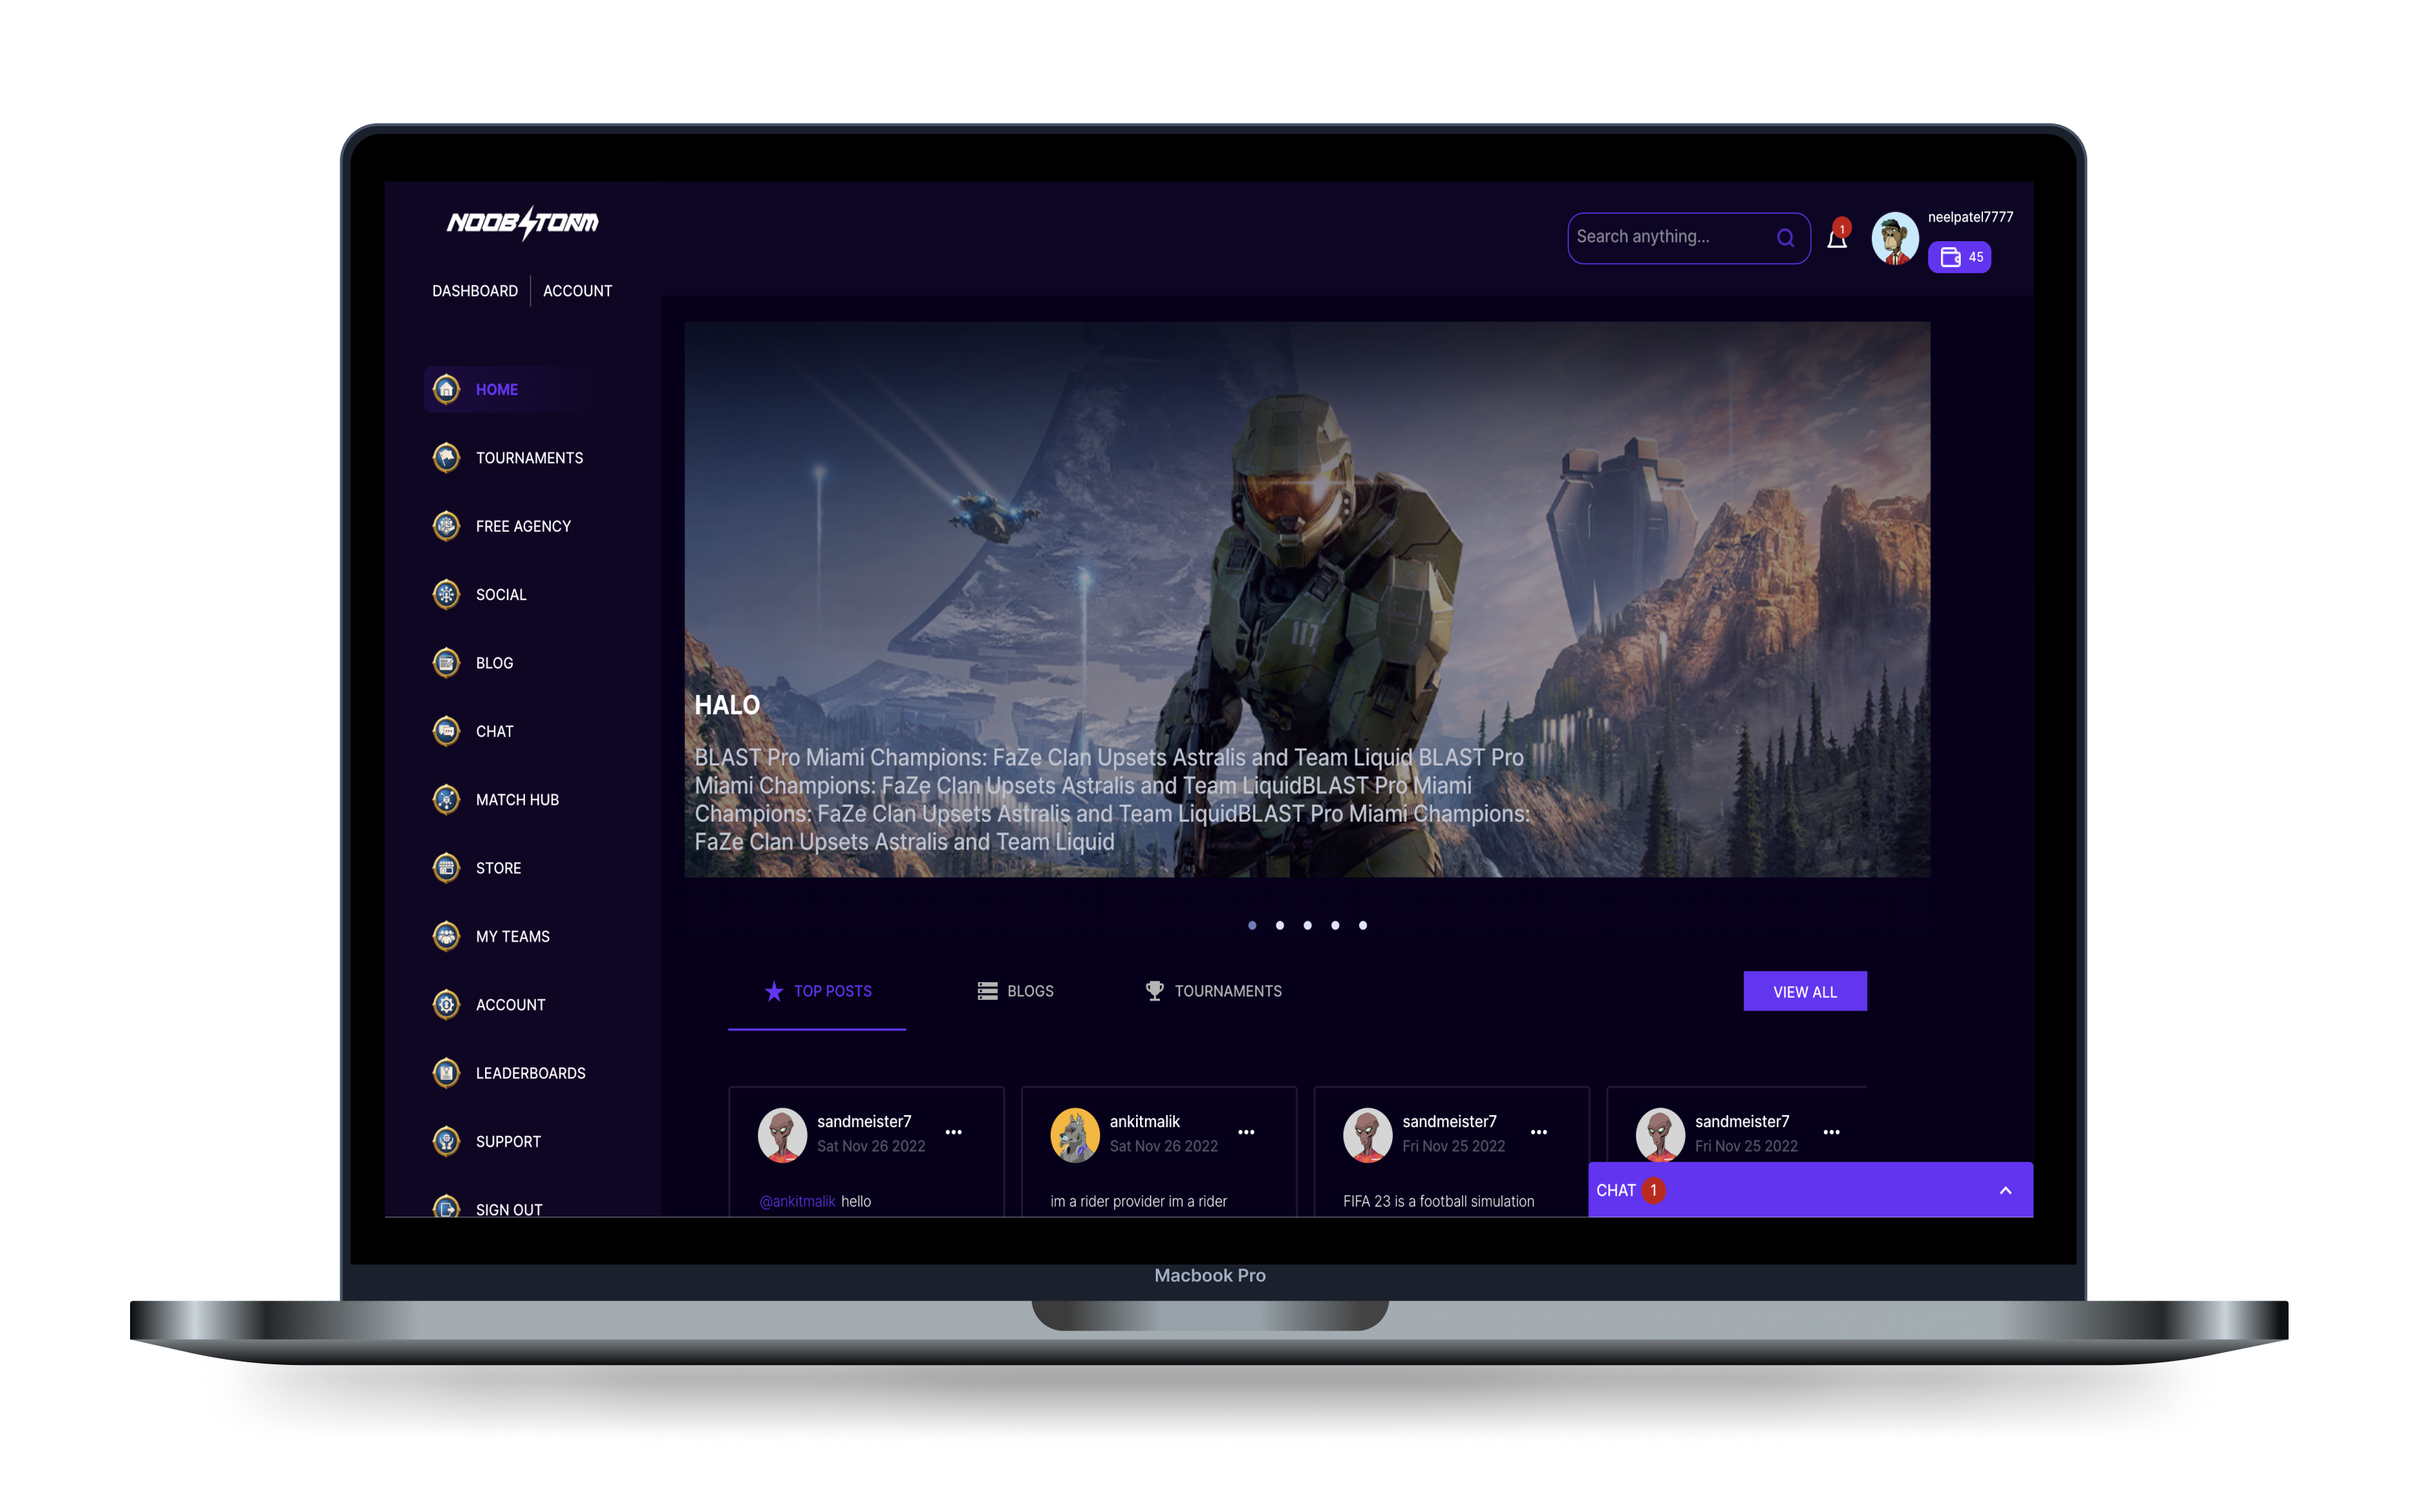 NOOBSTORM
DASHBOARD ACCOUNT
HOME
TOURNAMENTS
FREE AGENCY
SOCIAL
BLOG
CHAT
MATCH HUB
STORE
MY TEAMS
ACCOUNT
LEADERBOARDS
SUPPORT
SIGN OUT
Search anything...
1
neelpatel7777
45
117
HALO
BLAST Pro Miami Champions: FaZe Clan Upsets Astralis and Team Liquid BLAST Pro
Miami Champions: FaZe Clan Upsets Astralis and Team LiquidBLAST Pro Miami
Champions: FaZe Clan Upsets Astralis and Team LiquidBLAST Pro Miami Champions:
FaZe Clan Upsets Astralis and Team Liquid
TOP POSTS BLOGS TOURNAMENTS VIEW ALL
sandmeister7
Sat Nov 26 2022
@ankitmalik hello
ankitmalik
Sat Nov 26 2022
im a rider provider im a rider
sandmeister7
Fri Nov 25 2022
FIFA 23 is a football simulation
sandmeister7
Fri Nov 25 2022
CHAT 1
Macbook Pro